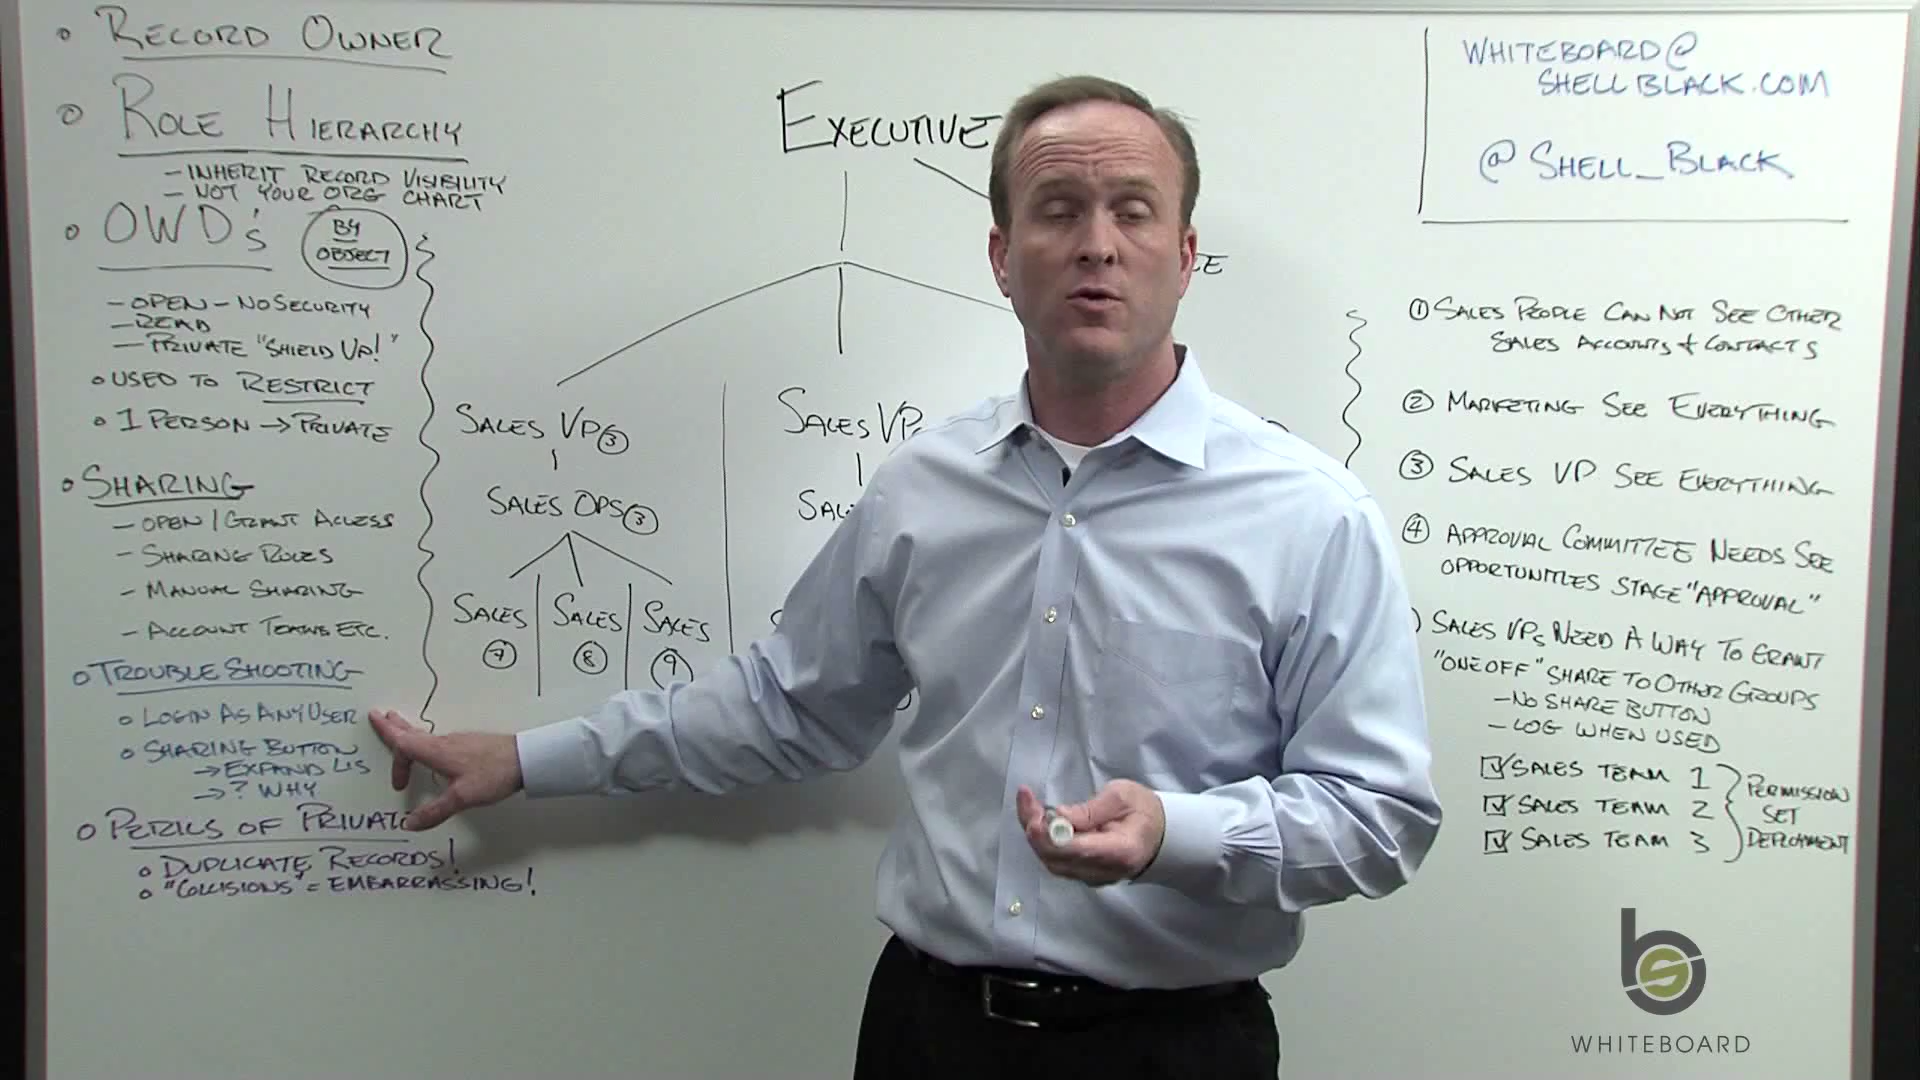 • RECORD OWNER
• ROLE HIERARCHY
- INHERIT RECORD VISIBILITY
- NOT YOUR ORG CHART
• OWD'S
BY
OBJECT
- OPEN - NO SECURITY
- READ
- PRIVATE "SHIELD UP!"
• USED TO RESTRICT
• 1 PERSON → PRIVATE
• SHARING
- OPEN / GRANT ACCESS
- SHARING RULES
- MANUAL SHARING
- ACCOUNT TEAMS ETC.
• TROUBLESHOOTING
• LOGIN AS ANY USER
• SHARING BUTTON
→ EXPAND LIS
→ ? WHY
• PERILS OF PRIVATE
• DUPLICATE RECORDS!
• "COLLISIONS" = EMBARRASSING!
EXECUTIVE
SALES VP ③
SALES OPS ③
SALES SALES SALES
⑦ ⑧ ⑨
SALES VP
SAL
WHITEBOARD@
SHELLBLACK.COM
@SHELL_BLACK
① SALES PEOPLE CAN NOT SEE OTHER
SALES ACCOUNTS + CONTACTS
② MARKETING SEE EVERYTHING
③ SALES VP SEE EVERYTHING
④ APPROVAL COMMITTEE NEEDS SEE
OPPORTUNITIES STAGE "APPROVAL"
SALES VPs NEED A WAY TO GRANT
"ONE OFF" SHARE TO OTHER GROUPS
- NO SHARE BUTTON
- LOG WHEN USED
☑ SALES TEAM 1
☑ SALES TEAM 2
☑ SALES TEAM 3
PERMISSION
SET
DEPLOYMENT
bs
WHITEBOARD